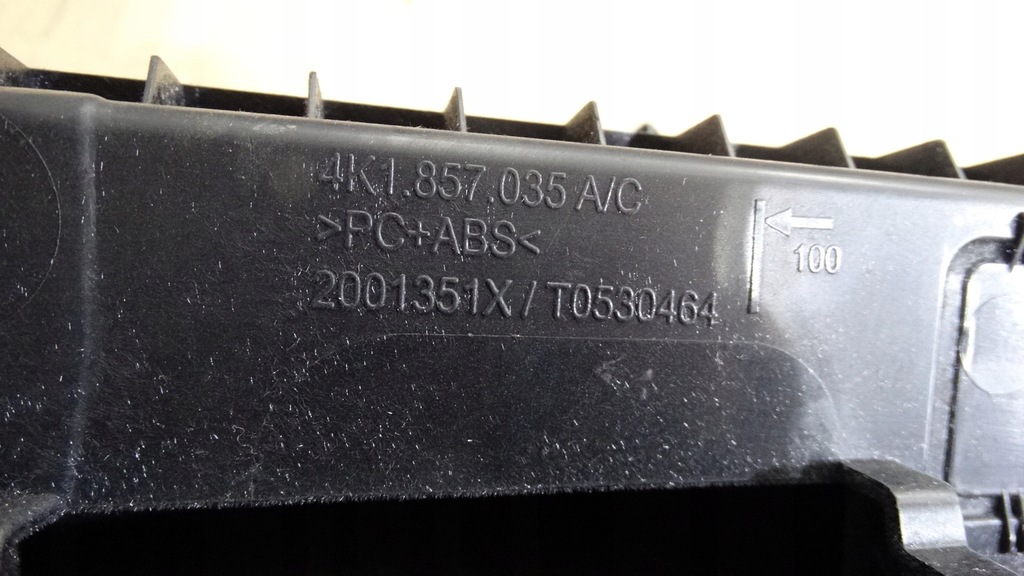 4K1.857.035 A/C
>PC+ABS<
2001351X / T0530464
100